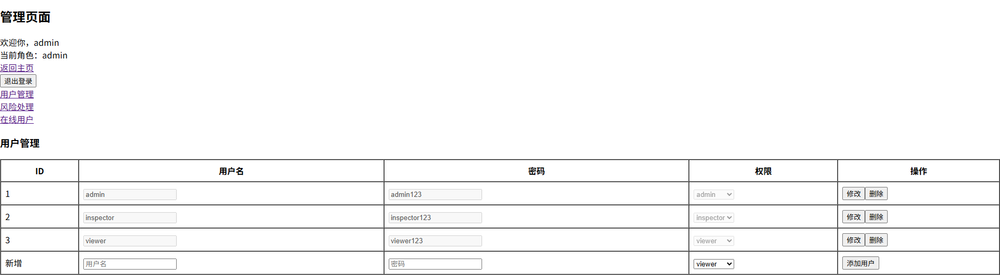 管理页面
欢迎你，admin
当前角色：admin
返回主页
退出登录
用户管理
风险处理
在线用户
用户管理
ID 用户名 密码 权限 操作
1 admin admin123 admin 修改 删除
2 inspector inspector123 inspector 修改 删除
3 viewer viewer123 viewer 修改 删除
新增 用户名 密码 viewer 添加用户